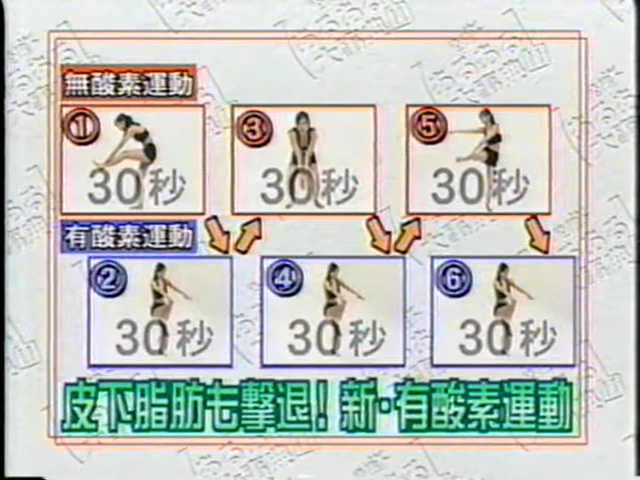 無酸素運動
① 30秒
③ 30秒
⑤ 30秒
有酸素運動
② 30秒
④ 30秒
⑥ 30秒
皮下脂肪も撃退!新・有酸素運動